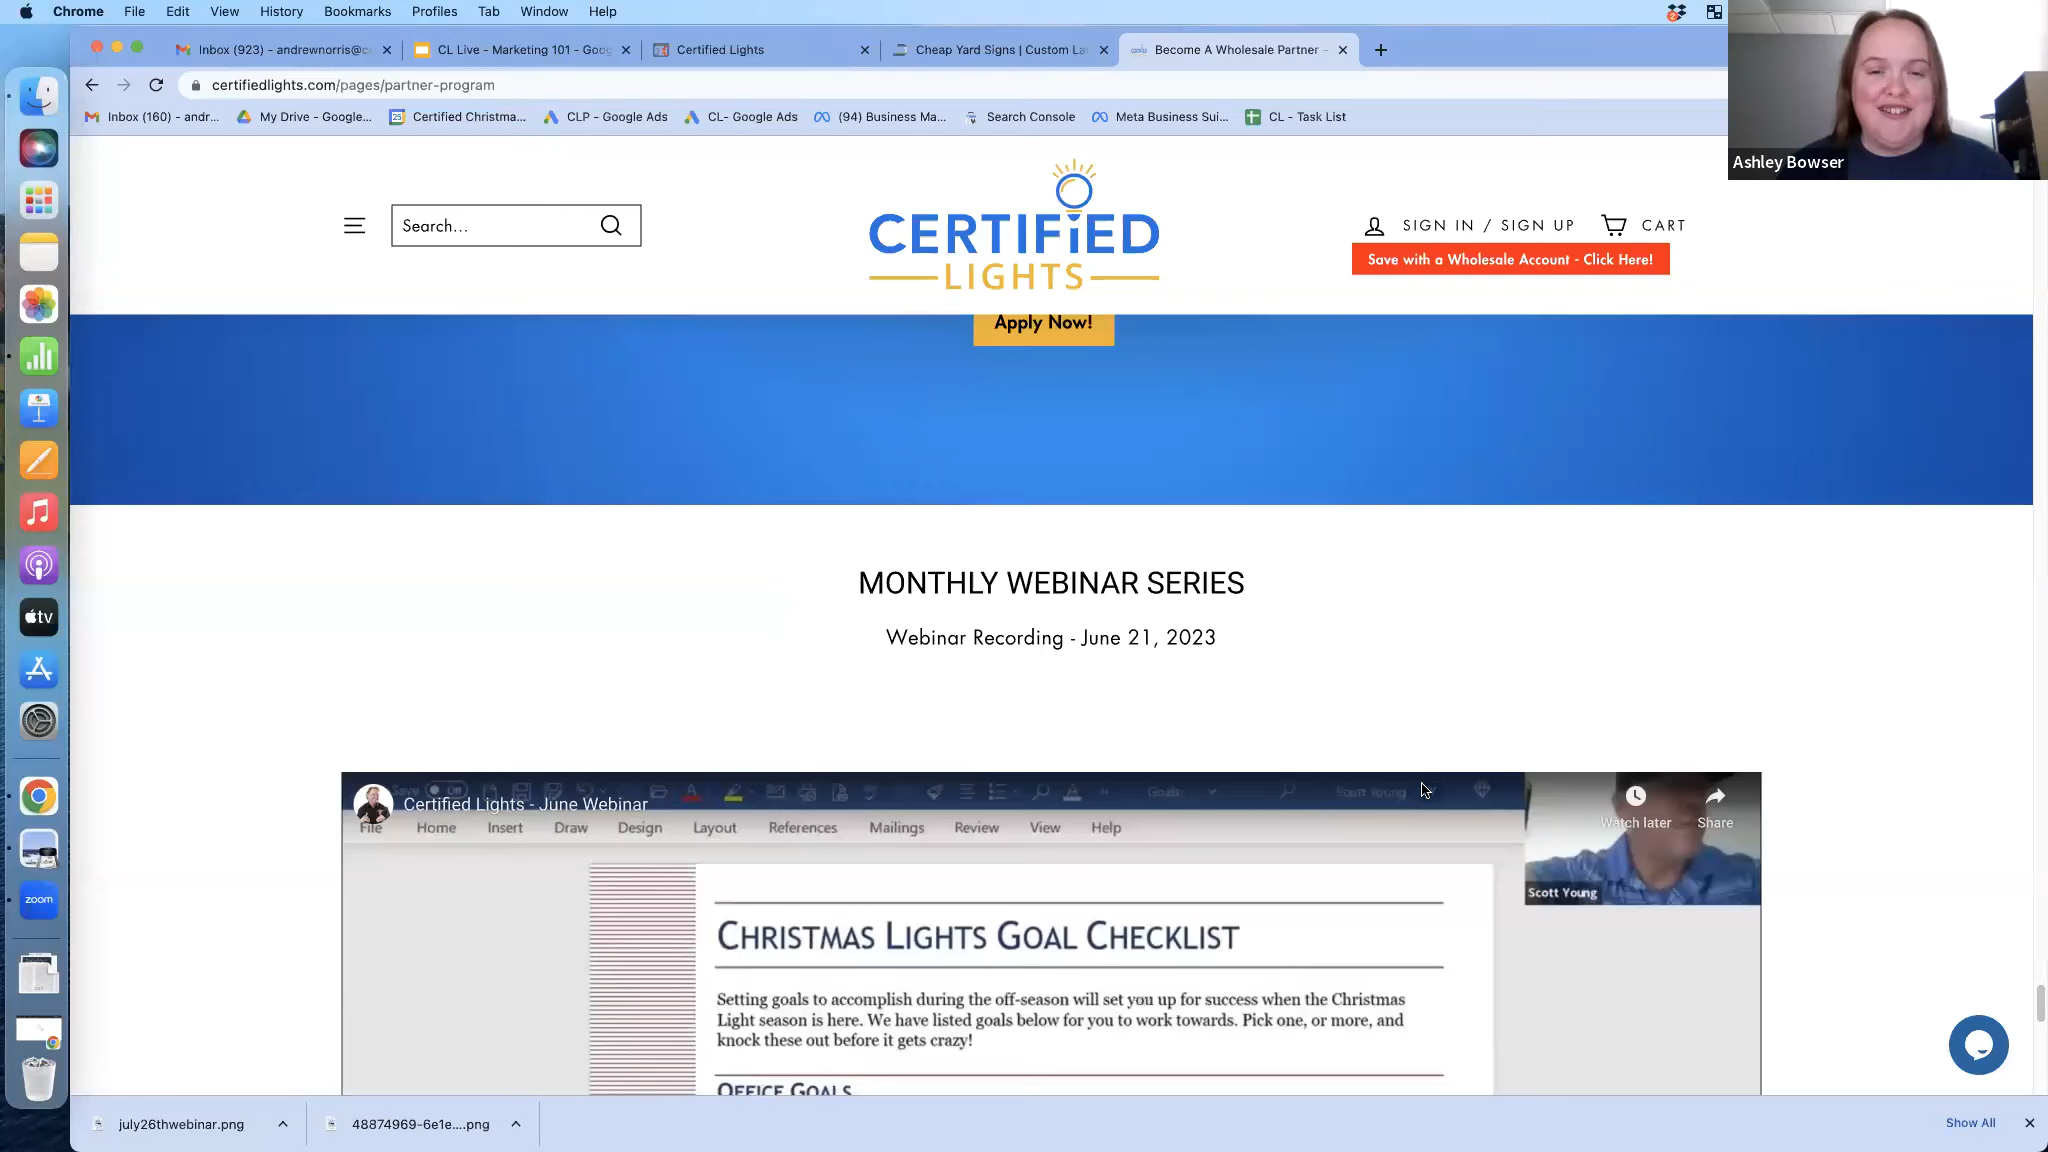 Chrome File Edit View History Bookmarks Profiles Tab Window Help
Inbox (923) - andrewnorris@c
CL Live - Marketing 101 - Goog
Certified Lights
Cheap Yard Signs | Custom La
Become A Wholesale Partner -
certifiedlights.com/pages/partner-program
Inbox (160) - andr...
My Drive - Google...
Certified Christma...
CLP - Google Ads
CL- Google Ads
(94) Business Ma...
Search Console
Meta Business Sui...
CL - Task List
Ashley Bowser
Search...
CERTIFiED
LIGHTS
SIGN IN / SIGN UP
CART
Save with a Wholesale Account - Click Here!
Apply Now!
MONTHLY WEBINAR SERIES
Webinar Recording - June 21, 2023
Certified Lights - June Webinar
Goals
Scott Young
Watch later
Share
File Home Insert Draw Design Layout References Mailings Review View Help
Scott Young
CHRISTMAS LIGHTS GOAL CHECKLIST
Setting goals to accomplish during the off-season will set you up for success when the Christmas
Light season is here. We have listed goals below for you to work towards. Pick one, or more, and
knock these out before it gets crazy!
OFFICE GOALS
tv
zoom
july26thwebinar.png
48874969-6e1e....png
Show All